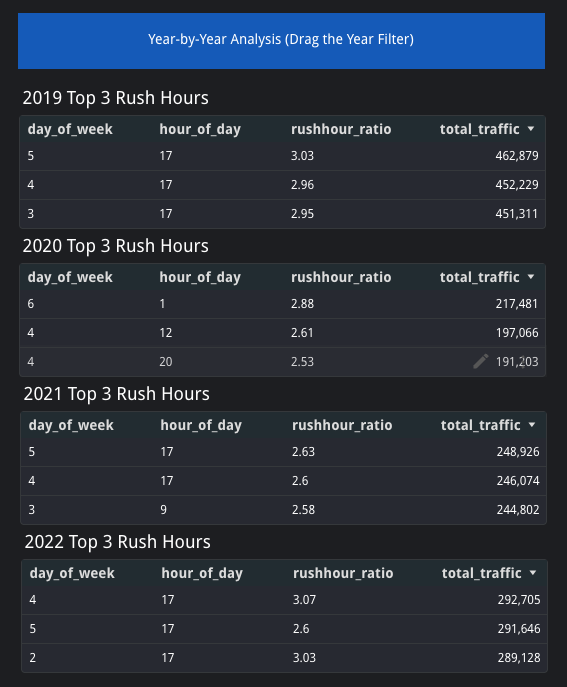 Year-by-Year Analysis (Drag the Year Filter)
2019 Top 3 Rush Hours
day_of_week hour_of_day rushhour_ratio total_traffic
5 17 3.03 462,879
4 17 2.96 452,229
3 17 2.95 451,311
2020 Top 3 Rush Hours
day_of_week hour_of_day rushhour_ratio total_traffic
6 1 2.88 217,481
4 12 2.61 197,066
4 20 2.53 191,203
2021 Top 3 Rush Hours
day_of_week hour_of_day rushhour_ratio total_traffic
5 17 2.63 248,926
4 17 2.6 246,074
3 9 2.58 244,802
2022 Top 3 Rush Hours
day_of_week hour_of_day rushhour_ratio total_traffic
4 17 3.07 292,705
5 17 2.6 291,646
2 17 3.03 289,128